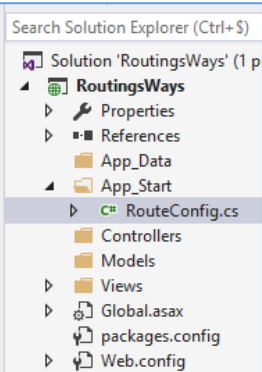 Search Solution Explorer (Ctrl+$)
Solution 'RoutingsWays' (1 p
RoutingsWays
Properties
References
App_Data
App_Start
C# RouteConfig.cs
Controllers
Models
Views
Global.asax
packages.config
Web.config